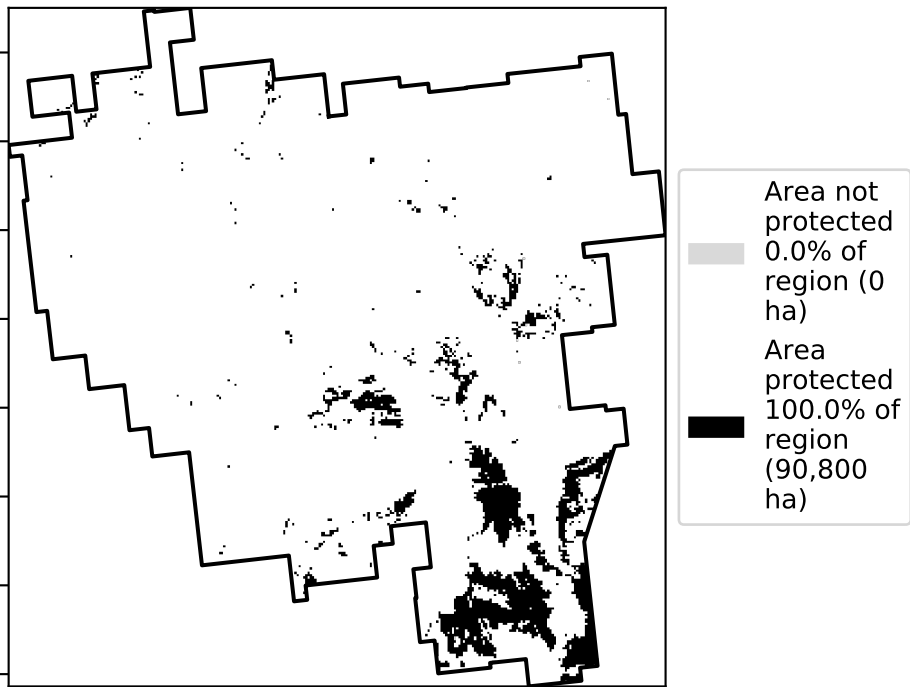 Area not
protected
0.0% of
region (0
ha)
Area
protected
100.0% of
region
(90,800
ha)